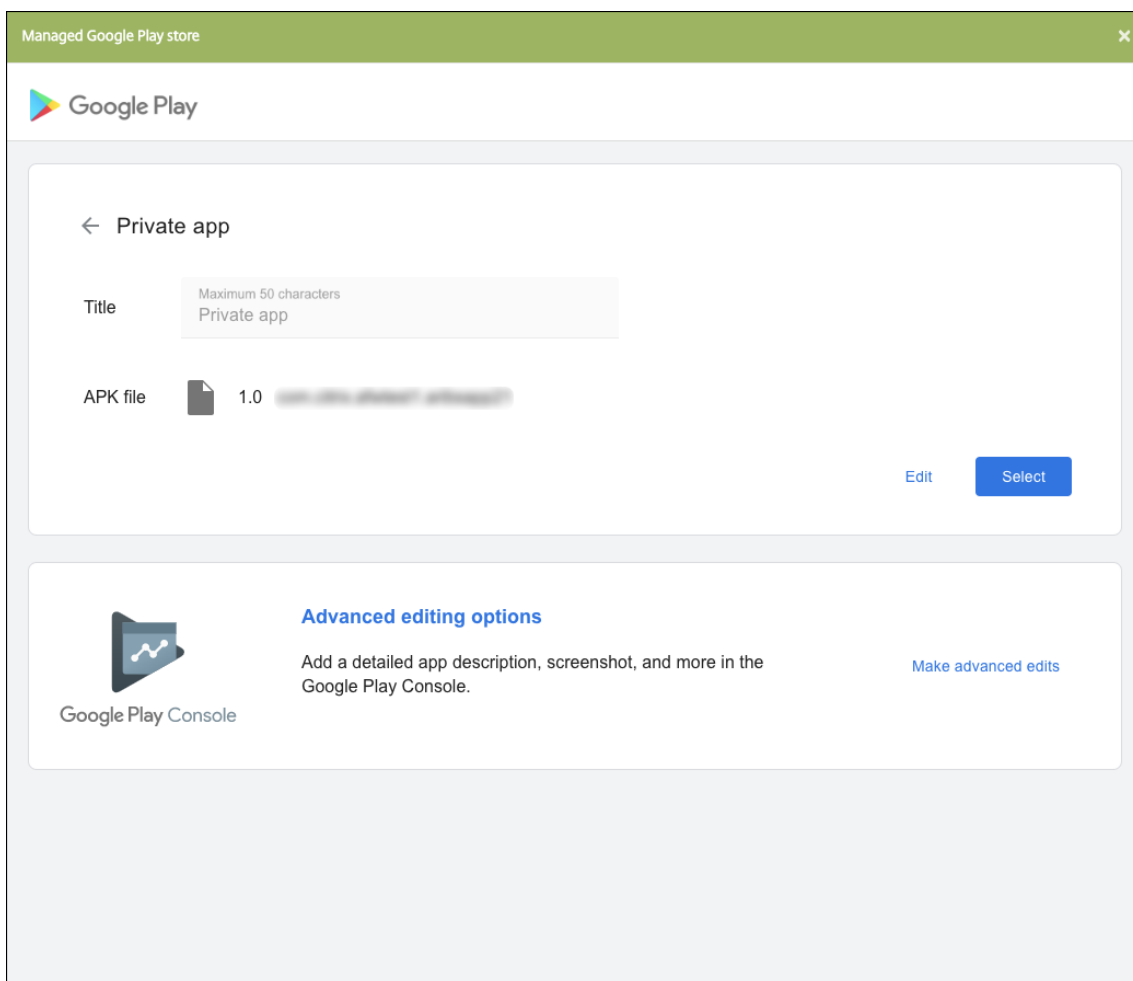 Managed Google Play store
Google Play
Private app
Title
Maximum 50 characters
Private app
APK file
1.0
Edit
Select
Advanced editing options
Add a detailed app description, screenshot, and more in the
Google Play Console.
Make advanced edits
Google Play Console